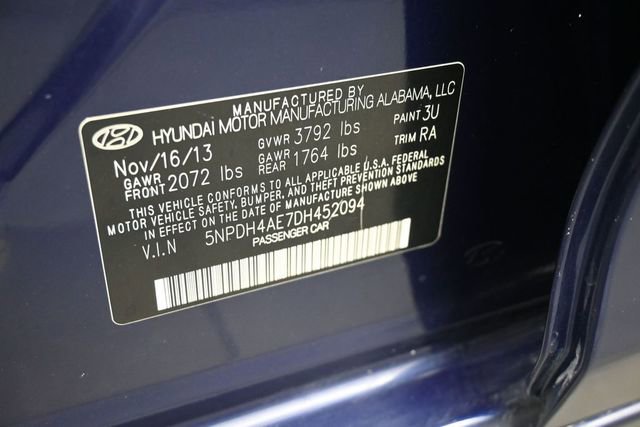 MANUFACTURED BY
HYUNDAI MOTOR MANUFACTURING ALABAMA, LLC
Nov/16/13 GVWR 3792 lbs PAINT 3U
GAWR FRONT 2072 lbs GAWR REAR 1764 lbs TRIM RA
THIS VEHICLE CONFORMS TO ALL APPLICABLE U.S.A. FEDERAL
MOTOR VEHICLE SAFETY, BUMPER, AND THEFT PREVENTION STANDARDS
IN EFFECT ON THE DATE OF MANUFACTURE SHOWN ABOVE.
V.I.N 5NPDH4AE7DH452094
PASSENGER CAR